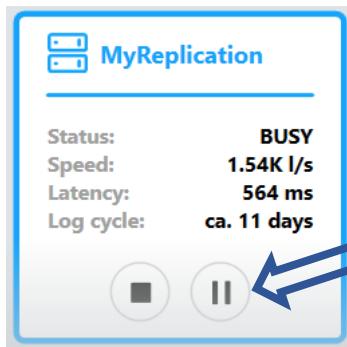 MyReplication
Status: BUSY
Speed: 1.54K l/s
Latency: 564 ms
Log cycle: ca. 11 days